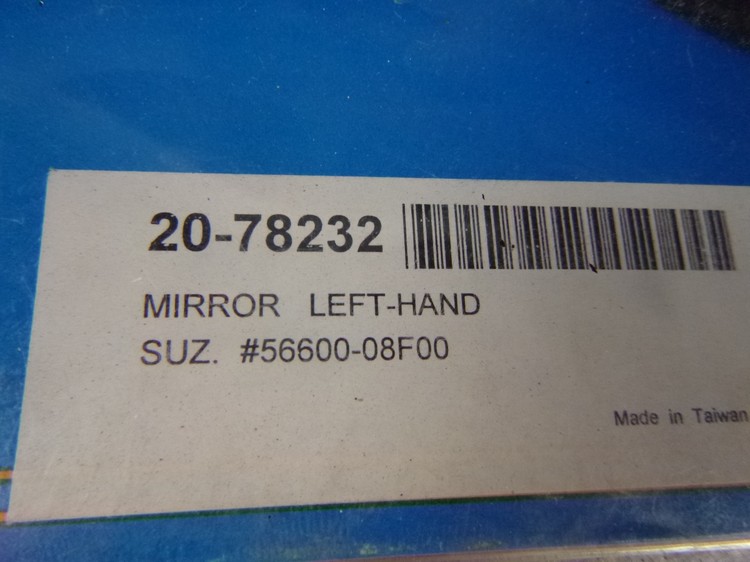 20-78232
MIRROR LEFT-HAND
SUZ. #56600-08F00
Made in Taiwan